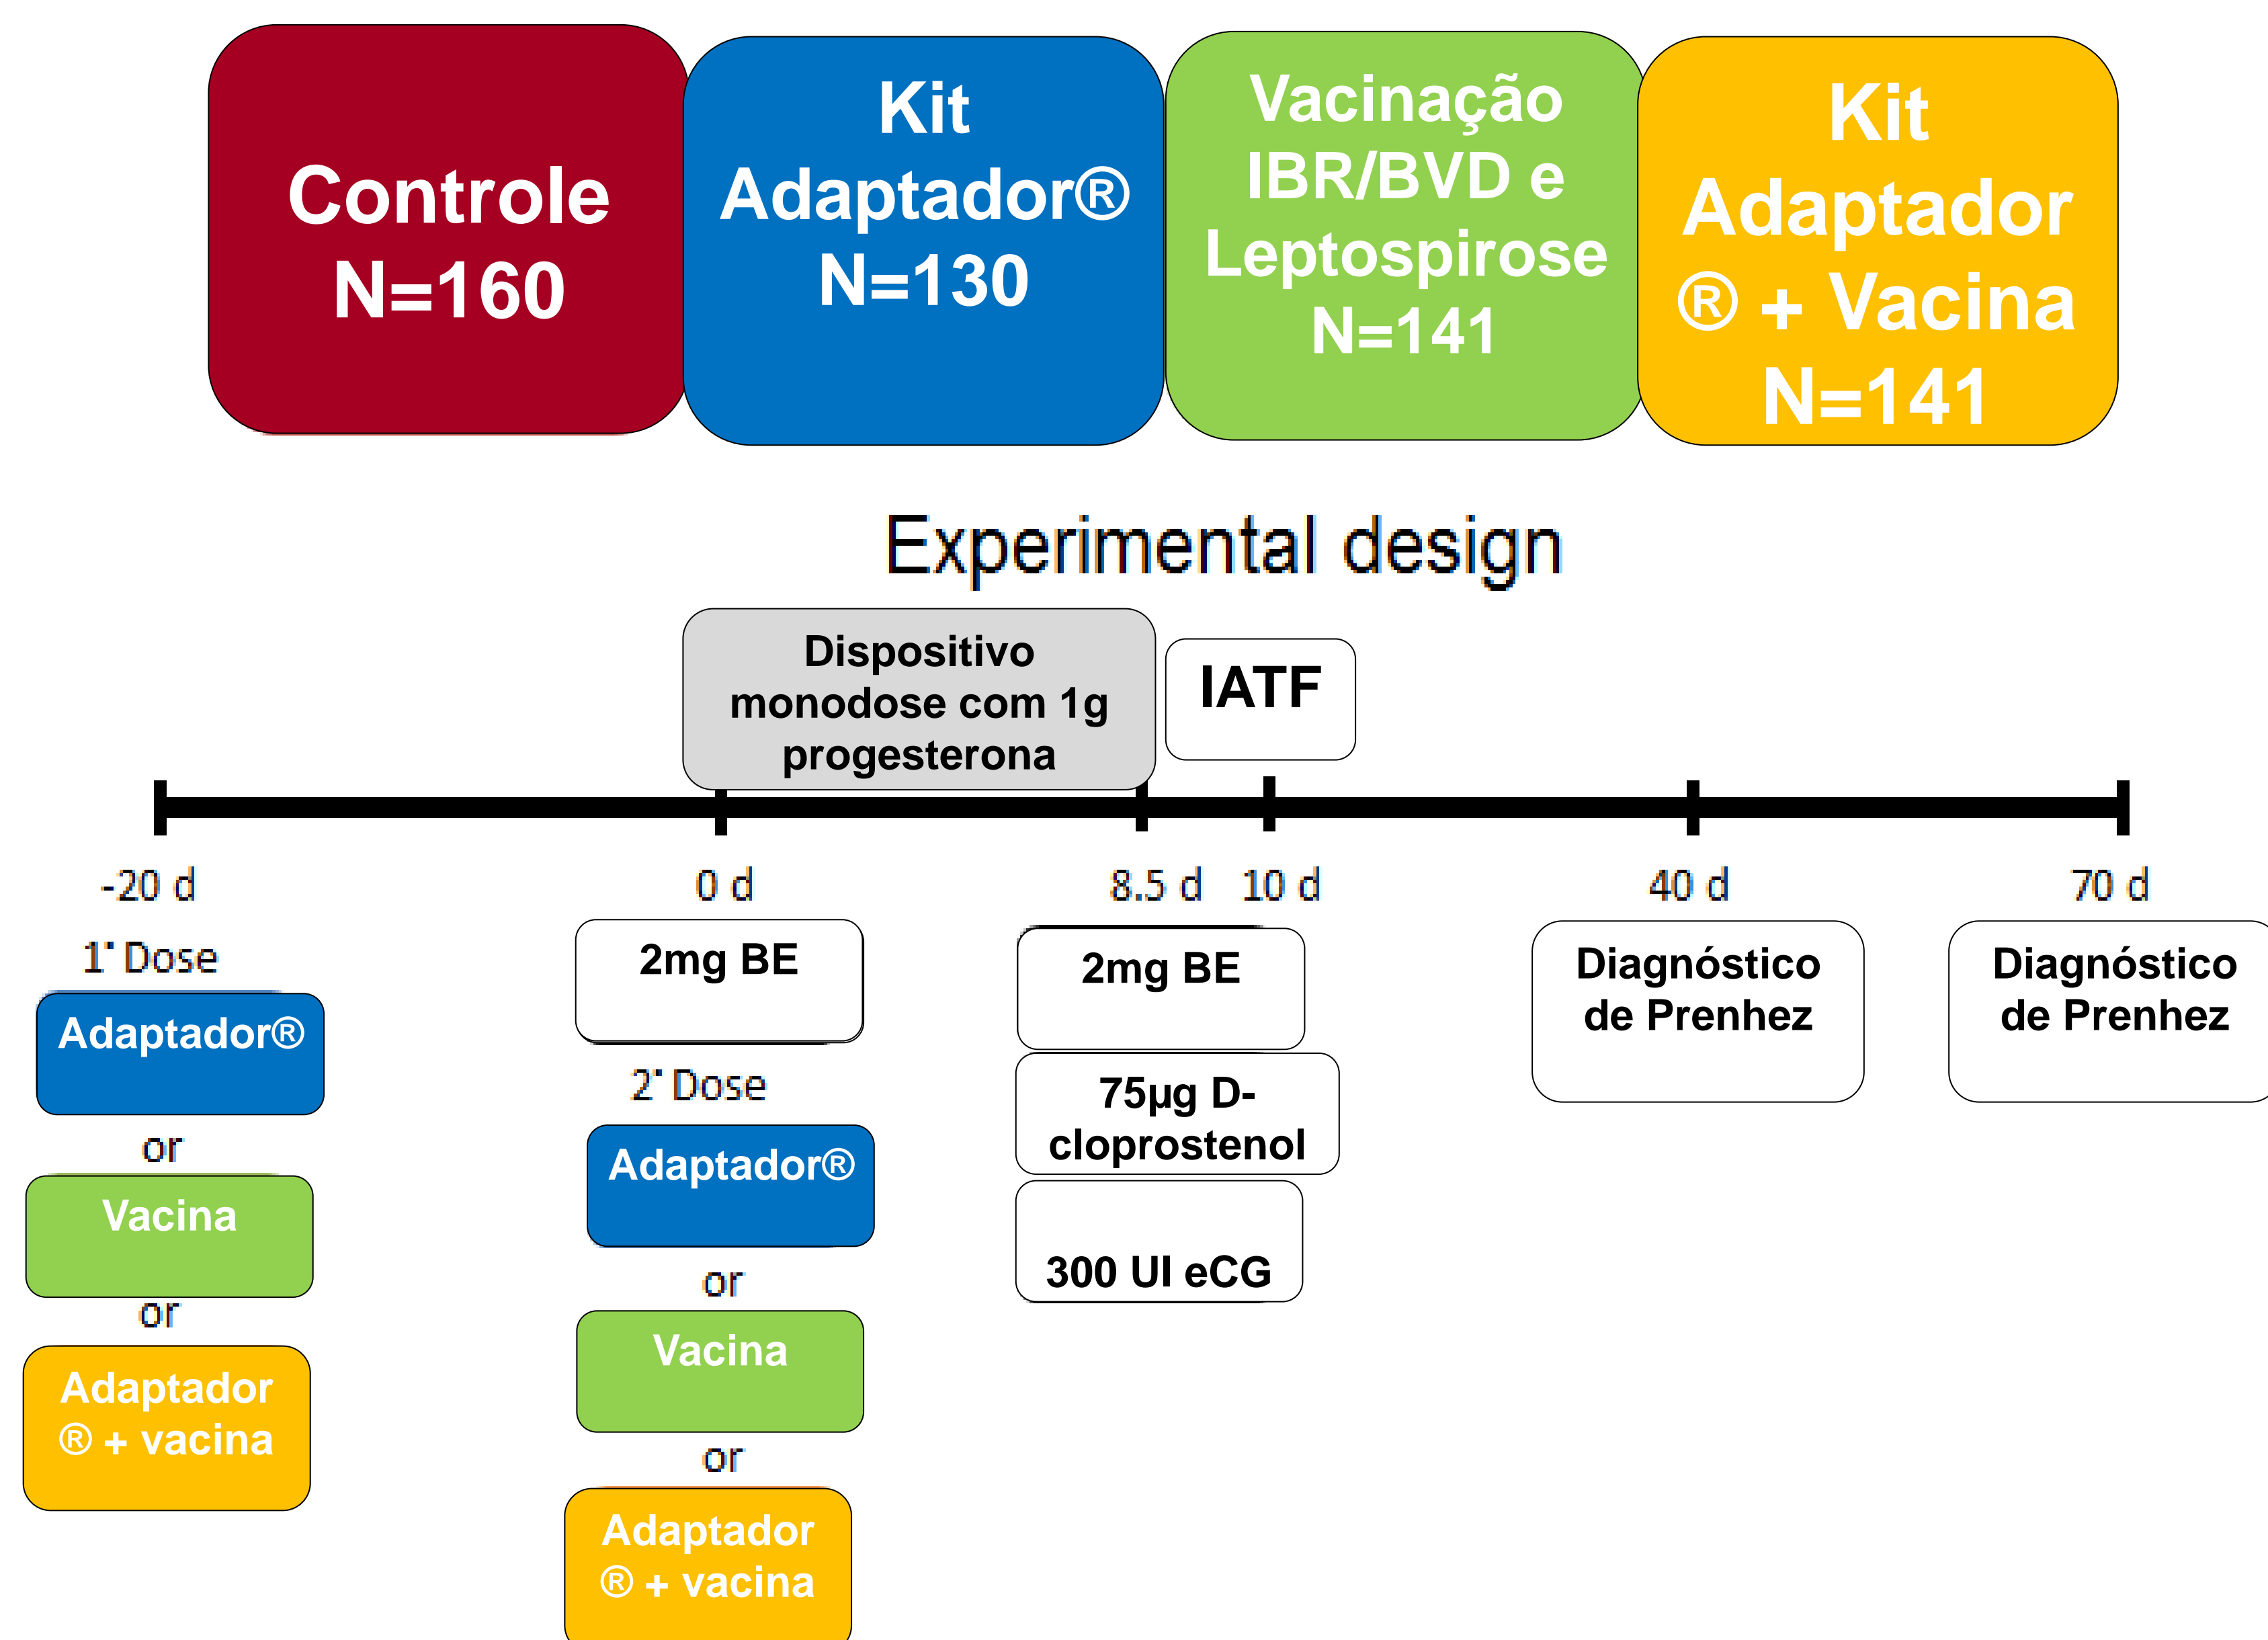 Controle
N=160
Kit
Adaptador®
N=130
Vacinação
IBR/BVD e
Leptospirose
N=141
Kit
Adaptador
® + Vacina
N=141
Experimental design
Dispositivo
monodose com 1g
progesterona
IATF
-20 d
0 d
8.5 d
10 d
40 d
70 d
1° Dose
Adaptador®
or
Vacina
or
Adaptador
® + vacina
2mg BE
2° Dose
Adaptador®
or
Vacina
or
Adaptador
® + vacina
2mg BE
75µg D-
cloprostenol
300 UI eCG
Diagnóstico
de Prenhez
Diagnóstico
de Prenhez